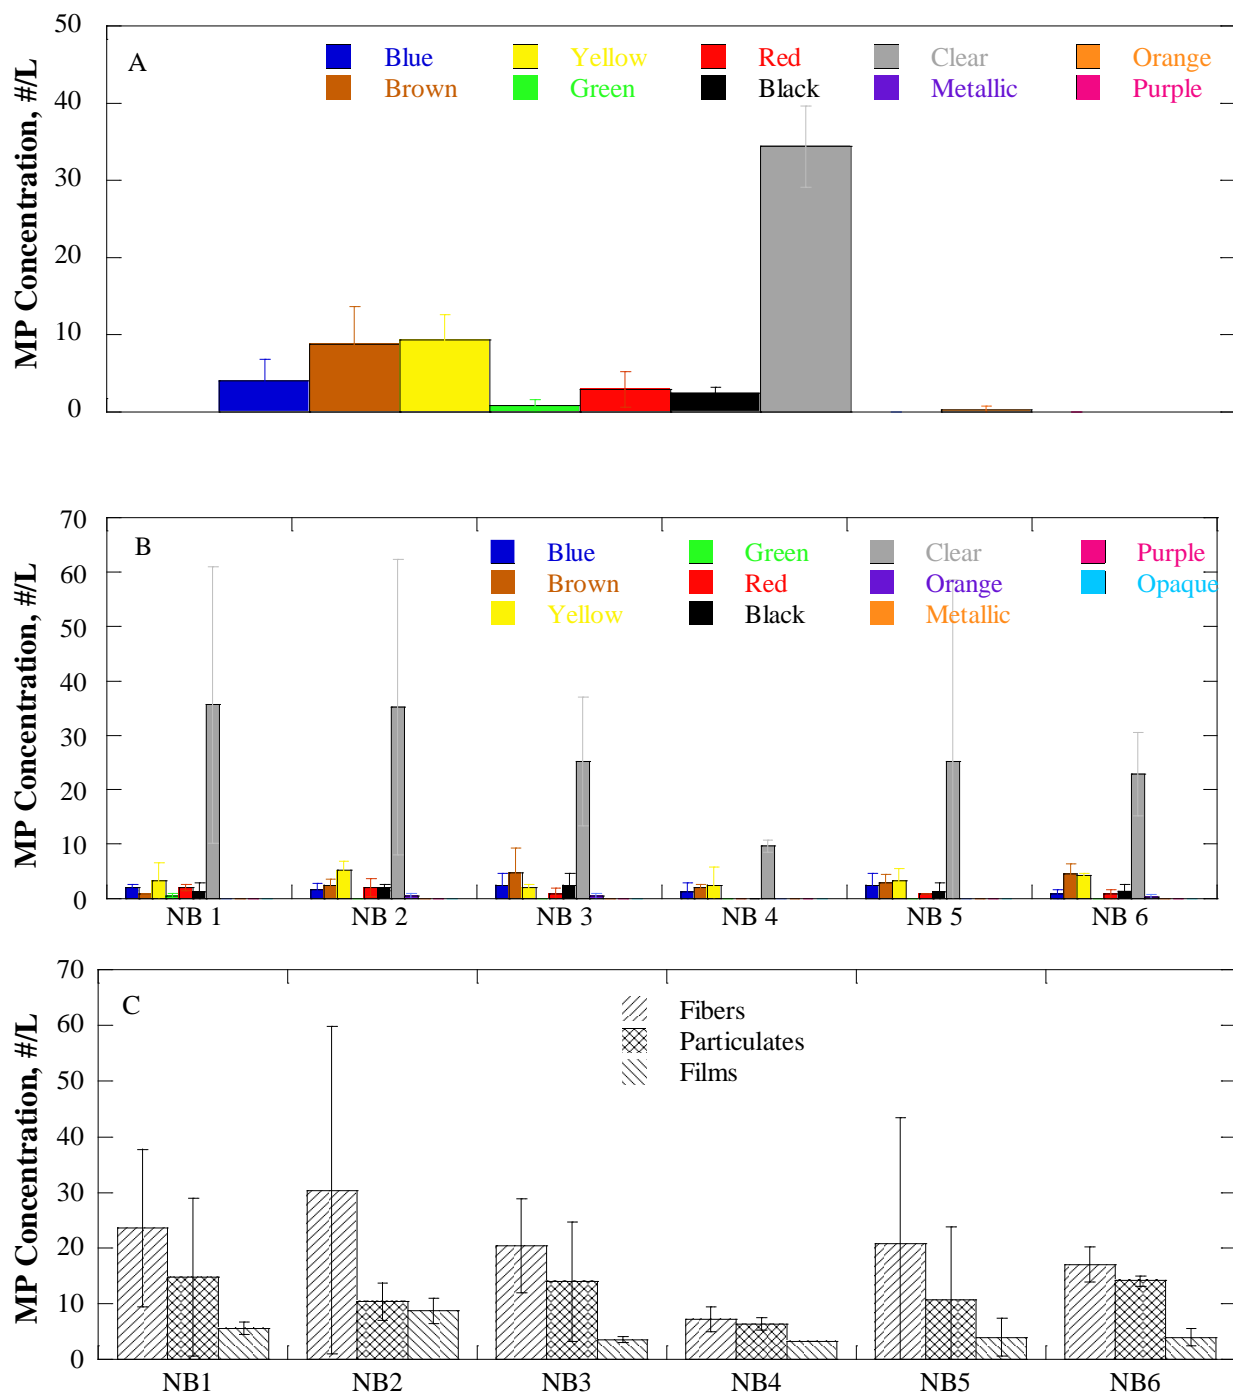 50
40
30
20
10
0
MP Concentration, #/L
A
Blue Yellow Red Clear Orange
Brown Green Black Metallic Purple
70
60
50
40
30
20
10
0
MP Concentration, #/L
B
Blue Green Clear Purple
Brown Red Orange Opaque
Yellow Black Metallic
NB 1 NB 2 NB 3 NB 4 NB 5 NB 6
70
60
50
40
30
20
10
0
MP Concentration, #/L
C
Fibers
Particulates
Films
NB1 NB2 NB3 NB4 NB5 NB6